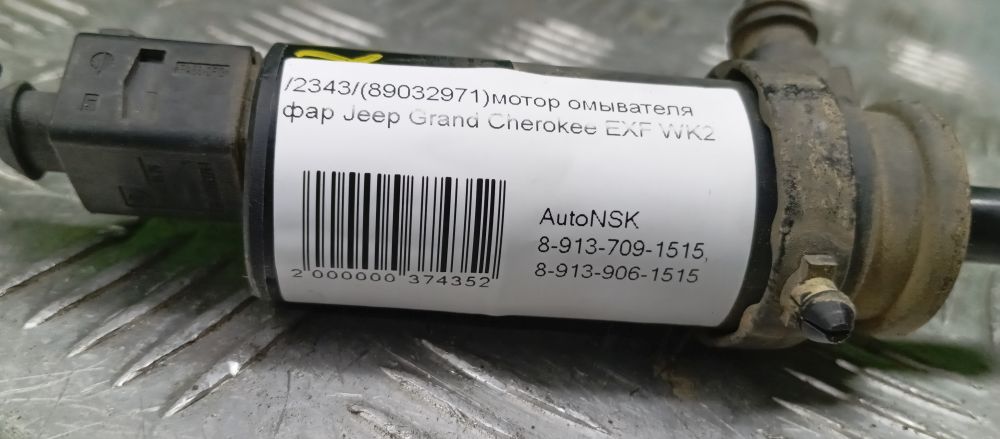 /2343/(89032971)мотор омывателя
фар Jeep Grand Cherokee EXF WK2
AutoNSK
8-913-709-1515,
8-913-906-1515
2 000000 374352